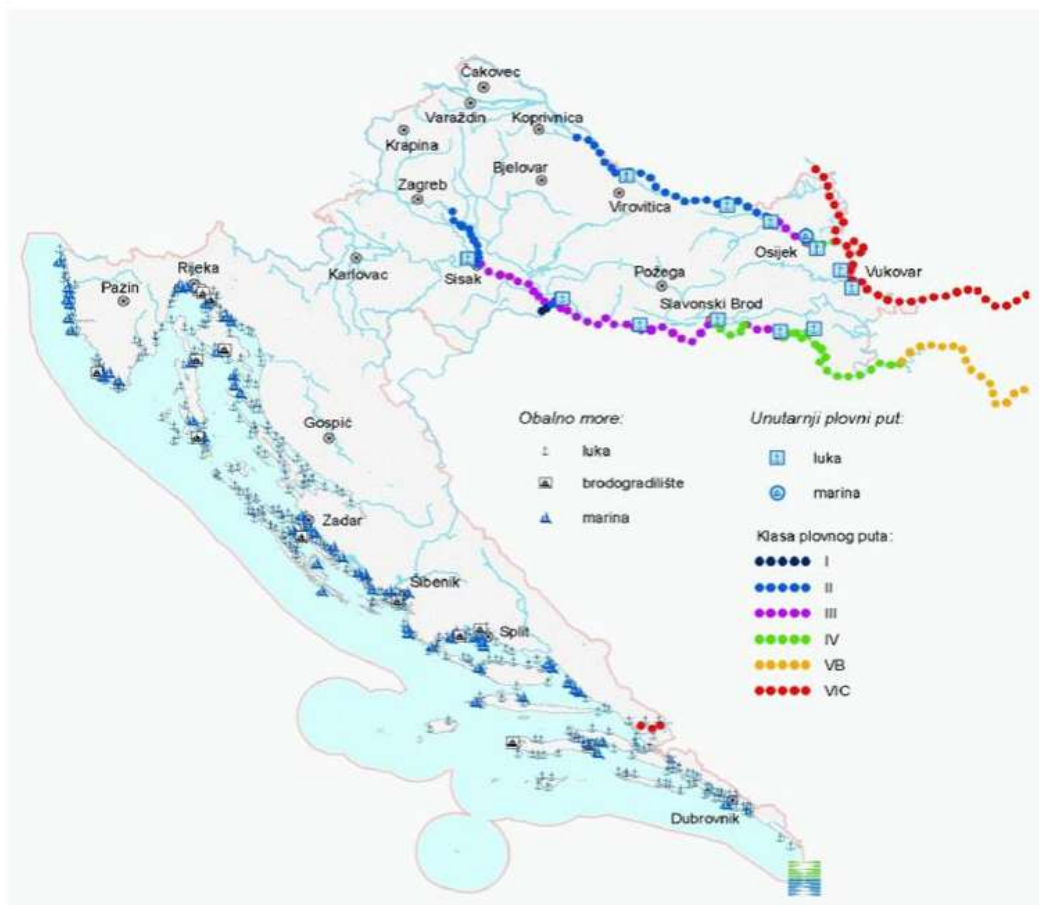 Čakovec
Varaždin
Koprivnica
Krapina
Bjelovar
Zagreb
Virovitica
Osijek
Karlovac
Sisak
Požega
Vukovar
Rijeka
Pazin
Slavonski Brod
Gospić
Obalno more:
luka
brodogradilište
marina
Unutarnji plovni put:
luka
marina
Klasa plovnog puta:
I
II
III
IV
VB
VIC
Zadar
Šibenik
Split
Dubrovnik